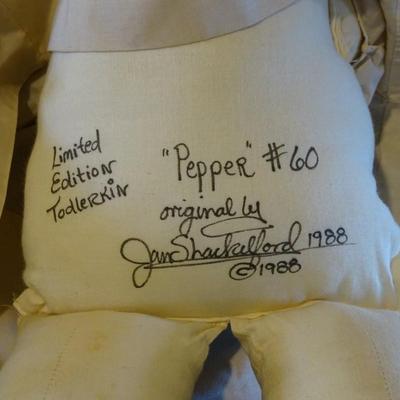 Limited
Edition
Todlerkin
"Pepper" #60
original by
Jan Shackelford 1988
©1988